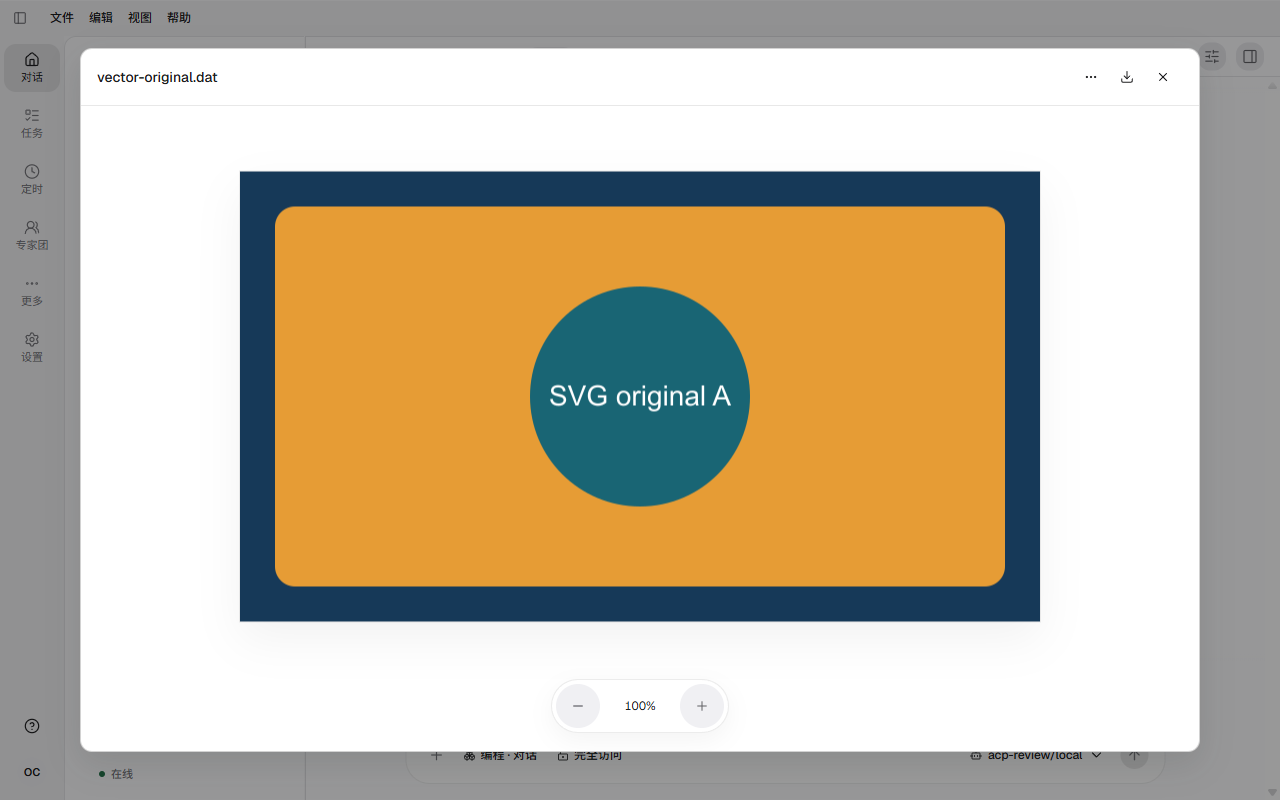 文件 编辑 视图 帮助
对话
任务
定时
专家团
更多
设置
OC
vector-original.dat
SVG original A
100%
编程 · 对话 完全访问 acp-review/local
在线